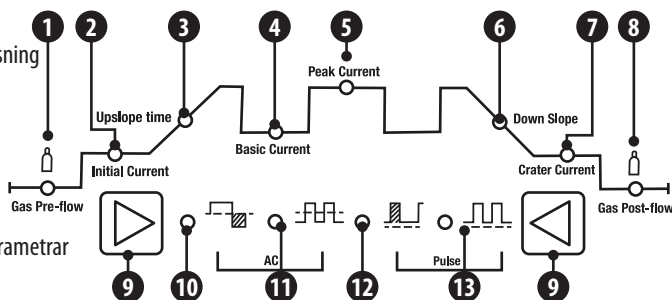 1 2 3 4 5 6 7 8
sning
Peak Current
Upslope time
Down Slope
Basic Current
Initial Current
Crater Current
Gas Pre-flow
Gas Post-flow
rametrar
AC
Pulse
9 10 11 12 13 9